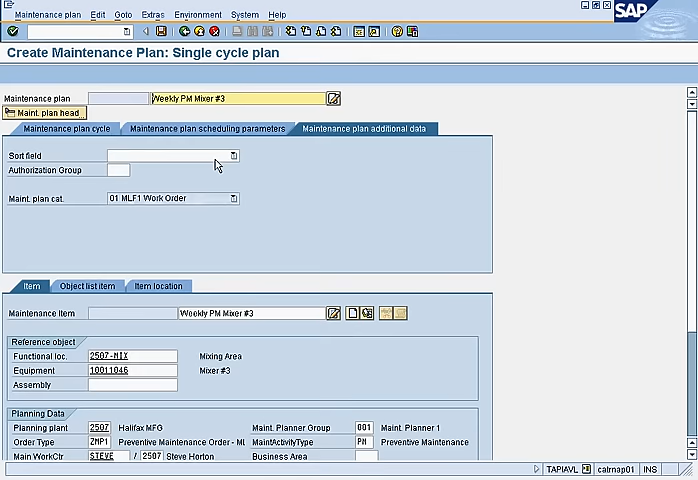 Maintenance plan Edit Goto Extras Environment System Help
SAP
Create Maintenance Plan: Single cycle plan
Maintenance plan Weekly PM Mixer #3
Maint. plan head...
Maintenance plan cycle Maintenance plan scheduling parameters Maintenance plan additional data
Sort field
Authorization Group
Maint. plan cat. 01 MLF1 Work Order
Item Object list item Item location
Maintenance Item Weekly PM Mixer #3
Reference object
Functional loc. 2507-MIX Mixing Area
Equipment 10011046 Mixer #3
Assembly
Planning Data
Planning plant 2507 Halifax MFG Maint. Planner Group 001 Maint. Planner 1
Order Type ZMP1 Preventive Maintenance Order - ML MaintActivityType PM Preventive Maintenance
Main WorkCtr STEVE / 2507 Steve Horton Business Area
TAPIAVL calrnap01 INS